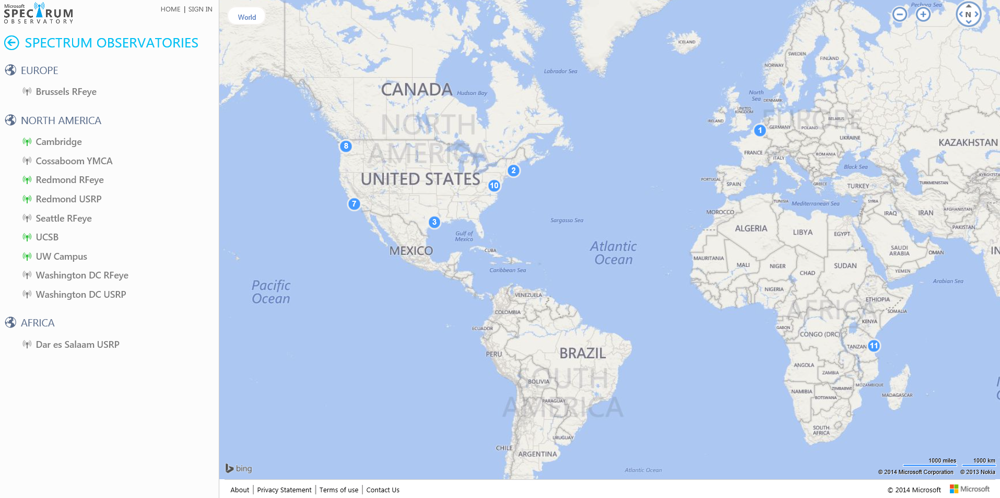 Microsoft
SPECTRUM
OBSERVATORY
HOME | SIGN IN
SPECTRUM OBSERVATORIES
EUROPE
Brussels RFeye
NORTH AMERICA
Cambridge
Cossaboom YMCA
Redmond RFeye
Redmond USRP
Seattle RFeye
UCSB
UW Campus
Washington DC RFeye
Washington DC USRP
AFRICA
Dar es Salaam USRP
World
N
Pechora Sea
ICELAND
SWEDEN
FINLAND
NORWAY
Labrador Sea
CANADA
Hudson Bay
North
Sea
DENMARK
UNITED
KINGDOM
IRELAND
NORTH
AMERICA
EUROPE
BELARUS
GERMANY
POLAND
1
UKRAINE
KAZAKHSTAN
8
FRANCE
ROMANIA
ITALY
Black Sea
2
KYRGYZSTAN
UNITED STATES
10
PORTUGAL
SPAIN
GREECE
TURKEY
TURKMENISTAN
7
TUNISIA
Mediterranean Sea
SYRIA
AFGHANISTAN
MOROCCO
IRAQ
IRAN
3
Sargasso Sea
PAKISTAN
ALGERIA
LIBYA
EGYPT
Gulf of
Mexico
MEXICO
CUBA
Atlantic
Ocean
SAUDI
ARABIA
OMAN
IN
MAURITANIA
MALI
NIGER
CHAD
SUDAN
YEMEN
Caribbean Sea
Arabian Sea
Pacific
Ocean
VENEZUELA
NIGERIA
ETHIOPIA
AFRICA
SOMALIA
COLOMBIA
KENYA
ECUADOR
GABON
CONGO (DRC)
TANZAN
11
PERU
BRAZIL
ANGOLA
ZAMBIA
SOUTH
AMERICA
BOLIVIA
MOZAMBIQUE
ZIMBABWE
NAMIBIA
BOTSWANA
MADAGASCAR
PARAGUAY
SOUTH
AFRICA
URUGUAY
CHILE
ARGENTINA
Atlantic Ocean
bing
1000 miles
1000 km
© 2014 Microsoft Corporation
© 2013 Nokia
About | Privacy Statement | Terms of use | Contact Us
© 2014 Microsoft
Microsoft